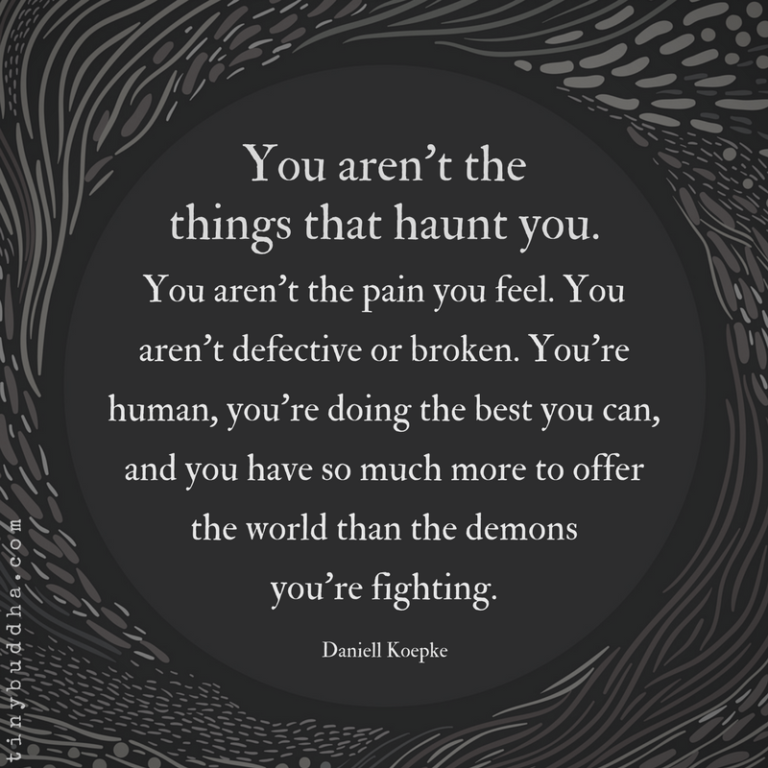 You aren't the
things that haunt you.
You aren't the pain you feel. You
aren't defective or broken. You're
human, you're doing the best you can,
and you have so much more to offer
the world than the demons
you're fighting.
Daniell Koepke
tinybuddha.com